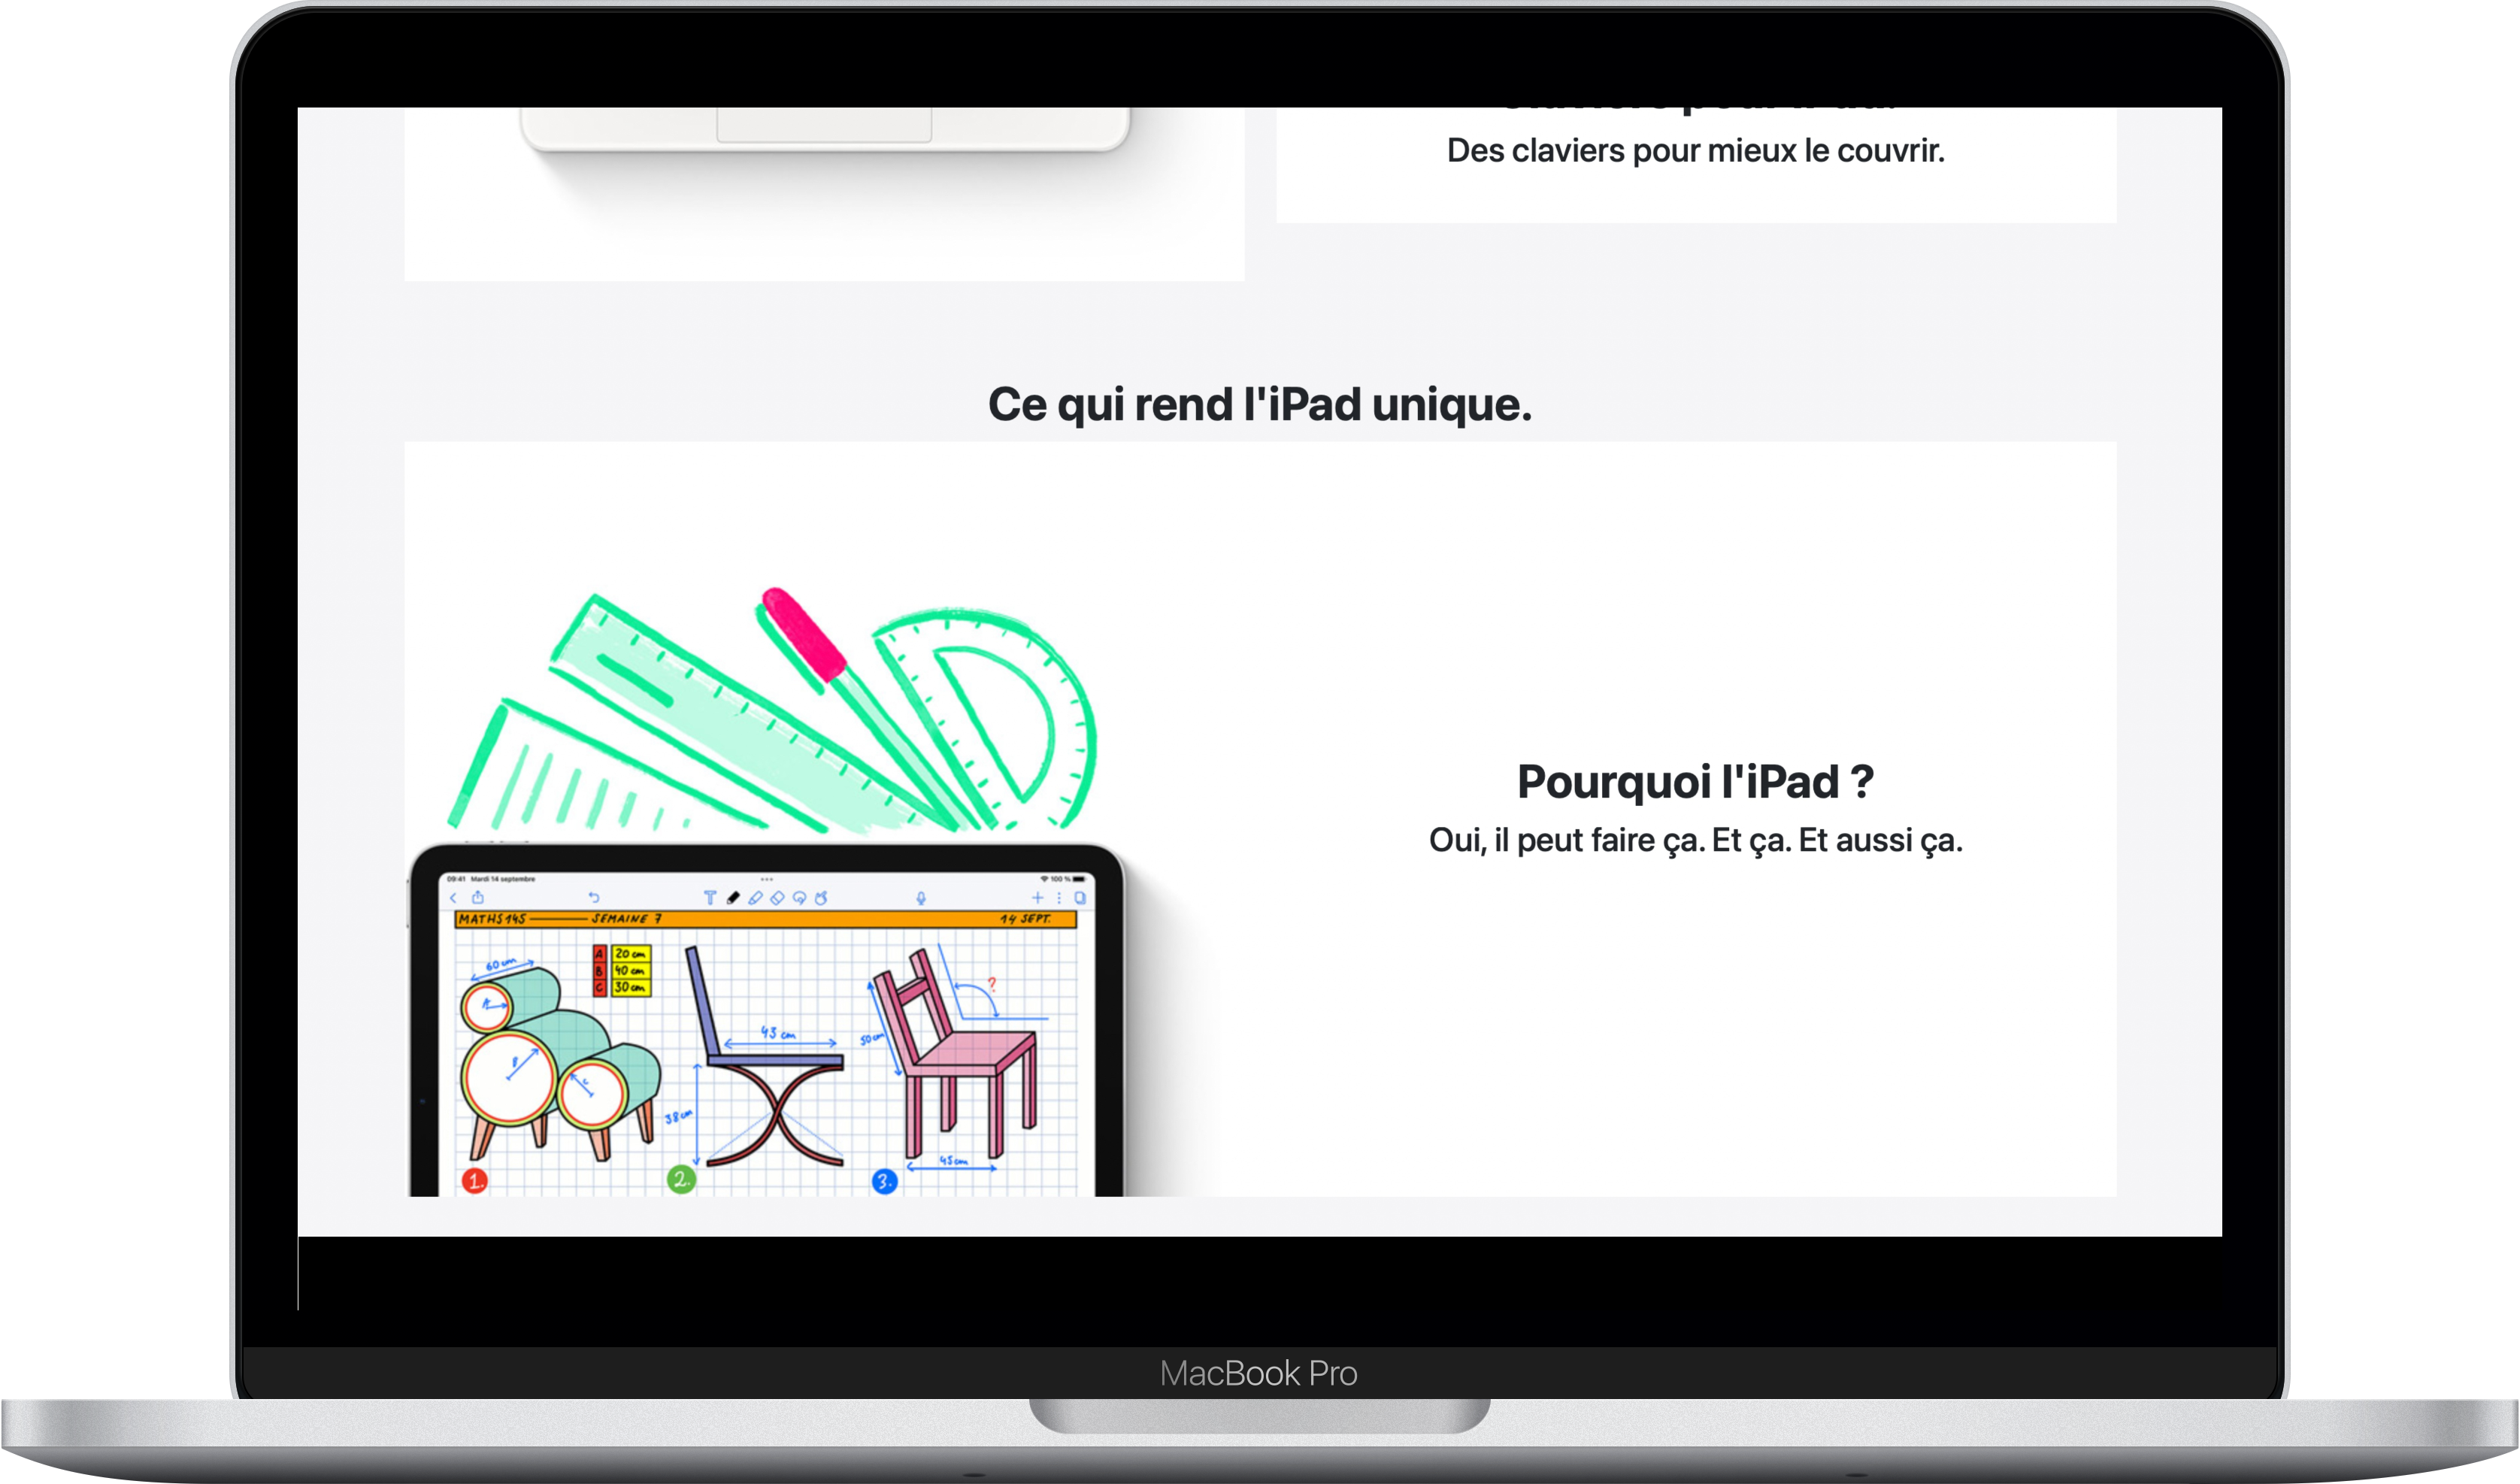 Des claviers pour mieux le couvrir.
Ce qui rend l'iPad unique.
Pourquoi l'iPad ?
Oui, il peut faire ça. Et ça. Et aussi ça.
09:41 Mardi 14 septembre
100 %
MATHS 145 SEMAINE 7 14 SEPT.
60 cm
A 20 cm
B 40 cm
C 30 cm
A
B
C
43 cm
38 cm
50 cm
?
45 cm
1. 2. 3.
MacBook Pro